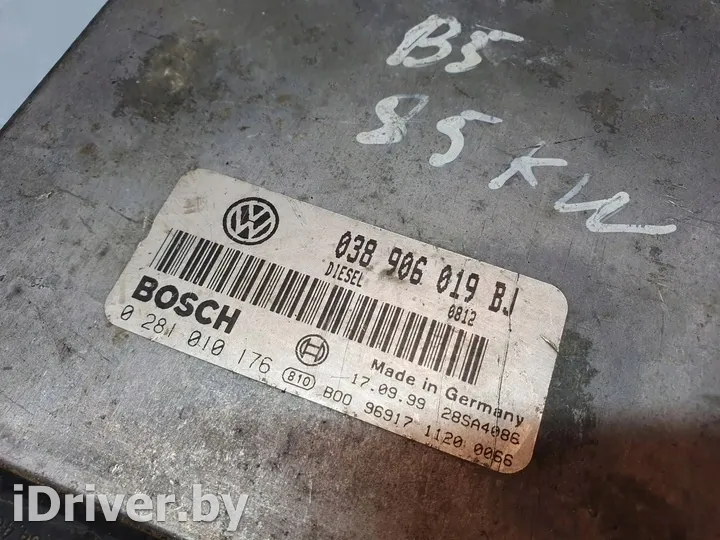 B5
85 KW
038 906 019 BJ
DIESEL 0812
BOSCH
0 281 010 176
Made in Germany
810 17.09.99 28SA4086
B00 96917 1120 0066
iDriver.by